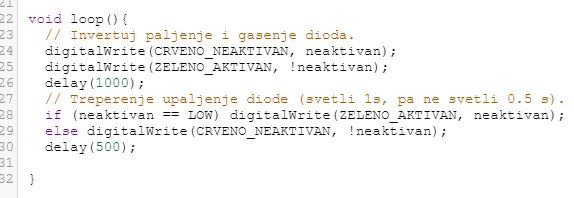 21
22 void loop(){
23 // Invertuj paljenje i gasenje dioda.
24 digitalWrite(CRVENO_NEAKTIVAN, neaktivan);
25 digitalWrite(ZELENO_AKTIVAN, !neaktivan);
26 delay(1000);
27 // Treperenje upaljenje diode (svetli 1s, pa ne svetli 0.5 s).
28 if (neaktivan == LOW) digitalWrite(ZELENO_AKTIVAN, neaktivan);
29 else digitalWrite(CRVENO_NEAKTIVAN, !neaktivan);
30 delay(500);
31
32 }